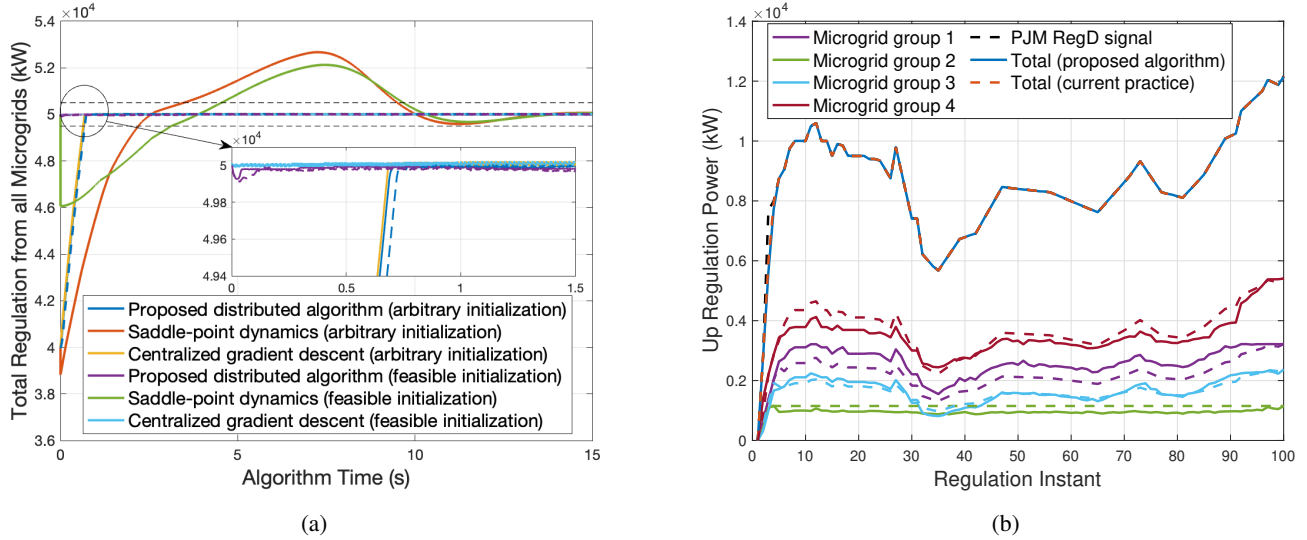 ×10⁴
5.4
5.2
5
4.8
4.6
4.4
4.2
4
3.8
3.6
Total Regulation from all Microgrids (kW)
0
5
10
15
Algorithm Time (s)
×10⁴
5
4.98
4.96
4.94
0
0.5
1
1.5
Proposed distributed algorithm (arbitrary initialization)
Saddle-point dynamics (arbitrary initialization)
Centralized gradient descent (arbitrary initialization)
Proposed distributed algorithm (feasible initialization)
Saddle-point dynamics (feasible initialization)
Centralized gradient descent (feasible initialization)
(a)
×10⁴
1.4
1.2
1
0.8
0.6
0.4
0.2
0
Up Regulation Power (kW)
0
10
20
30
40
50
60
70
80
90
100
Regulation Instant
Microgrid group 1
Microgrid group 2
Microgrid group 3
Microgrid group 4
PJM RegD signal
Total (proposed algorithm)
Total (current practice)
(b)